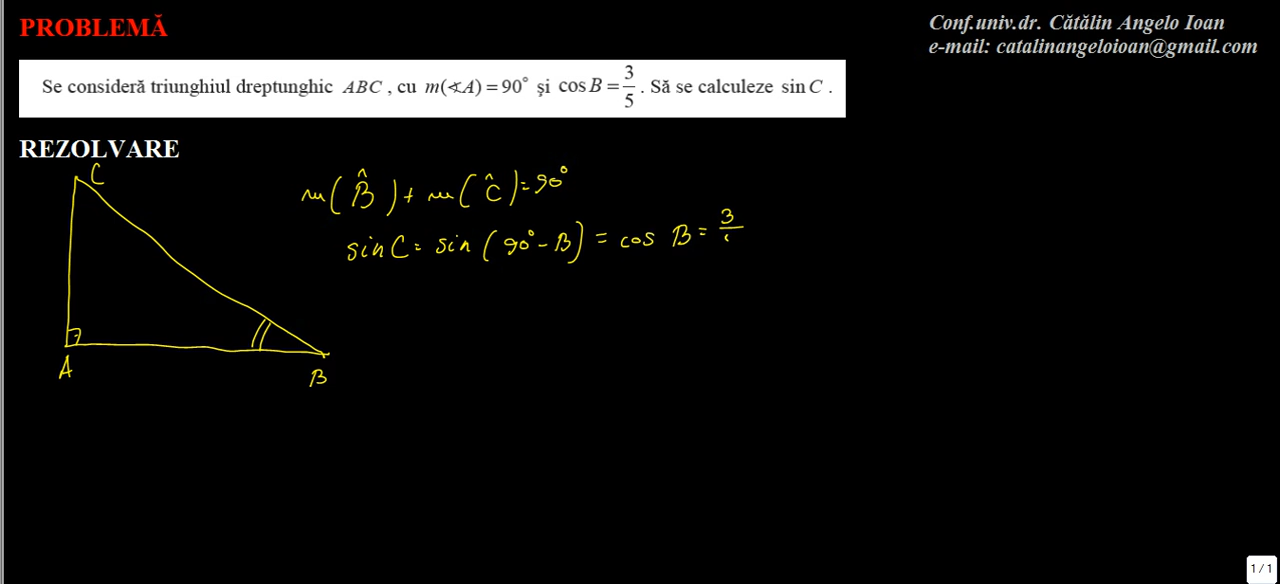 PROBLEMĂ
Conf.univ.dr. Cătălin Angelo Ioan
e-mail: catalinangeloioan@gmail.com
Se consideră triunghiul dreptunghic ABC , cu m(∢A) = 90° şi cos B = 3/5 . Să se calculeze sin C .
REZOLVARE
C
m(B̂) + m(Ĉ) = 90°
sin C = sin (90° - B) = cos B = 3/
A
B
1 / 1